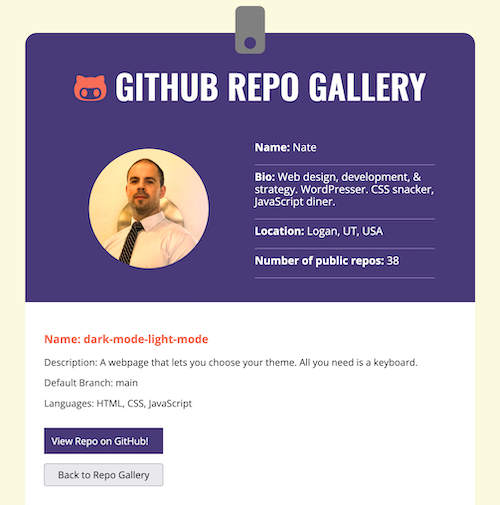 GITHUB REPO GALLERY
Name: Nate
Bio: Web design, development, &
strategy. WordPresser. CSS snacker,
JavaScript diner.
Location: Logan, UT, USA
Number of public repos: 38
Name: dark-mode-light-mode
Description: A webpage that lets you choose your theme. All you need is a keyboard.
Default Branch: main
Languages: HTML, CSS, JavaScript
View Repo on GitHub!
Back to Repo Gallery